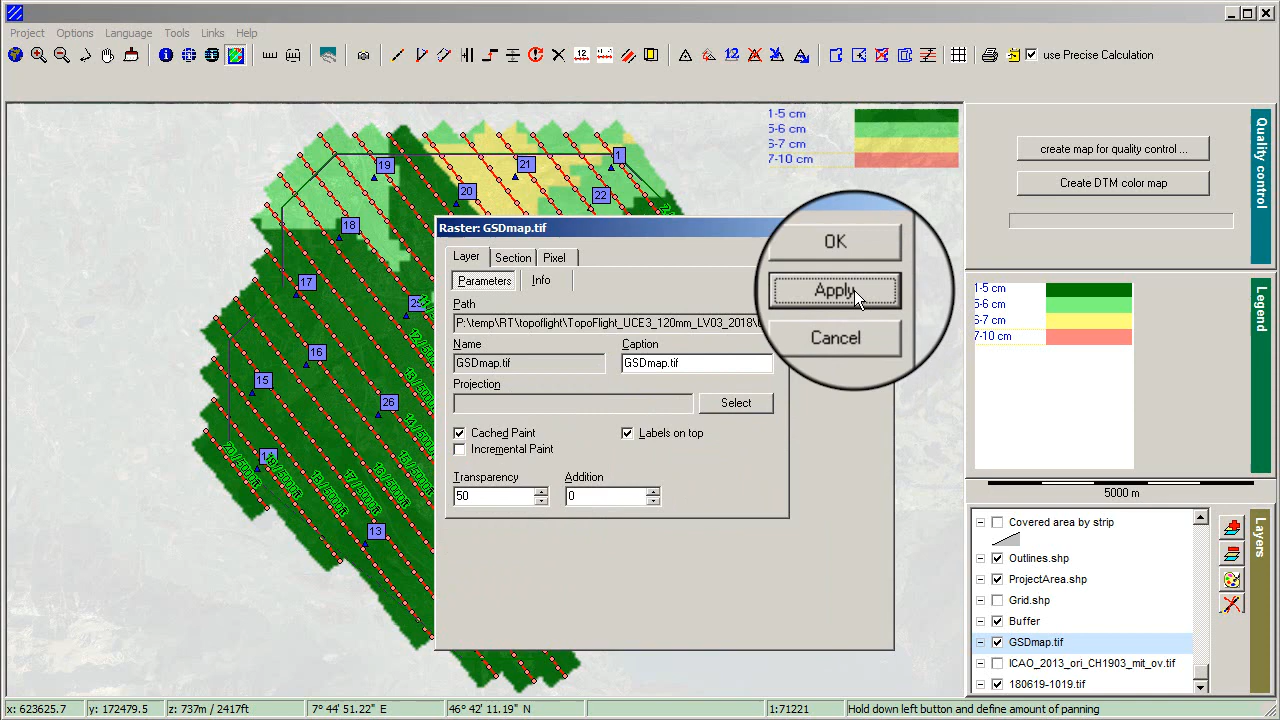 Project Options Language Tools Links Help
12
12
use Precise Calculation
1-5 cm
5-6 cm
6-7 cm
7-10 cm
19
21
1
20
22
18
17
16
15
26
13
Raster: GSDmap.tif
Layer Section Pixel
Parameters Info
Path
Name Caption
GSDmap.tif GSDmap.tif
Projection
Select
Cached Paint Labels on top
Incremental Paint
Transparency Addition
50 0
OK
Apply
Cancel
create map for quality control ...
Create DTM color map
Quality control
1-5 cm
5-6 cm
6-7 cm
7-10 cm
Legend
5000 m
Covered area by strip
Outlines.shp
ProjectArea.shp
Grid.shp
Buffer
GSDmap.tif
ICAO_2013_ori_CH1903_mit_ov.tif
180619-1019.tif
Layers
x: 623625.7 y: 172479.5 z: 737m / 2417ft 7° 44' 51.22" E 46° 42' 11.19" N 1:71221 Hold down left button and define amount of panning